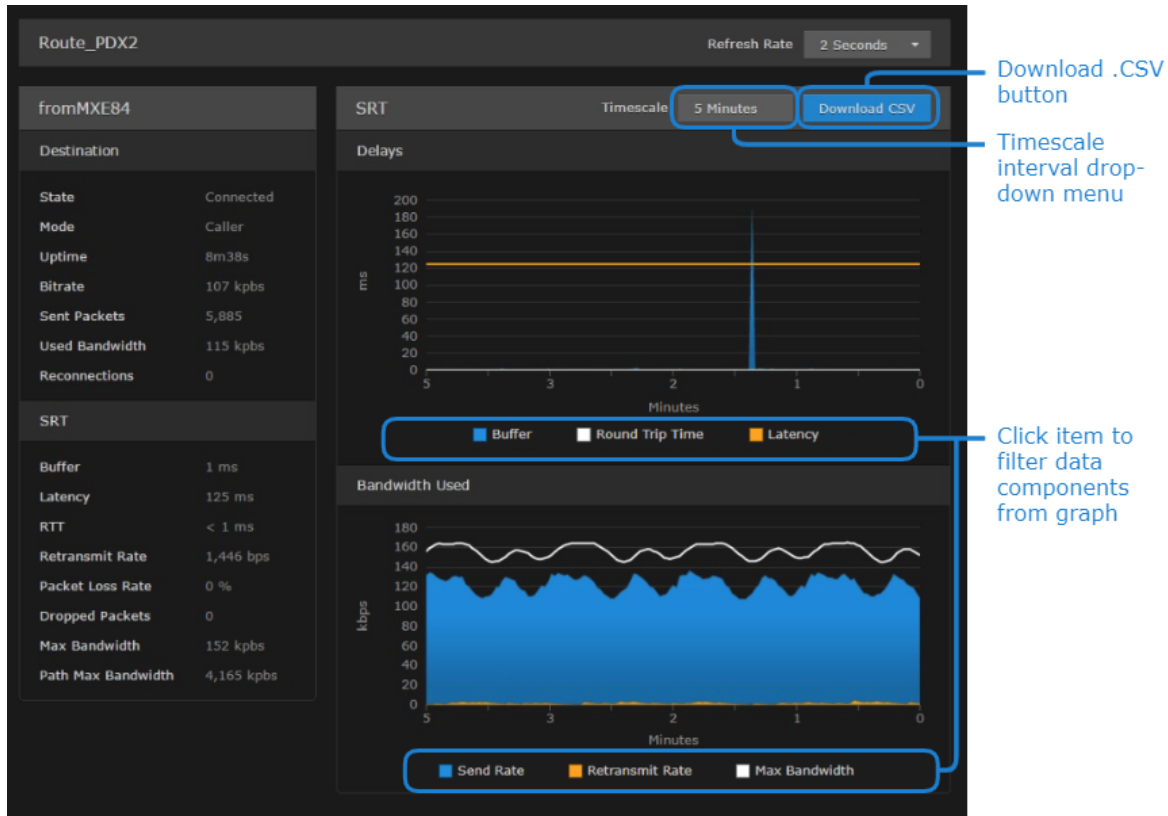 Route_PDX2
Refresh Rate 2 Seconds
fromMXE84
Destination
State Connected
Mode Caller
Uptime 8m38s
Bitrate 107 kpbs
Sent Packets 5,885
Used Bandwidth 115 kpbs
Reconnections 0
SRT
Buffer 1 ms
Latency 125 ms
RTT < 1 ms
Retransmit Rate 1,446 bps
Packet Loss Rate 0 %
Dropped Packets 0
Max Bandwidth 152 kpbs
Path Max Bandwidth 4,165 kpbs
SRT Timescale 5 Minutes Download CSV
Delays
200
180
160
140
120
100
80
60
40
20
0
ms
5 3 2 1 0
Minutes
Buffer Round Trip Time Latency
Bandwidth Used
180
160
140
120
100
80
60
40
20
0
kbps
5 3 2 1 0
Minutes
Send Rate Retransmit Rate Max Bandwidth
Download .CSV
button
Timescale
interval drop-
down menu
Click item to
filter data
components
from graph